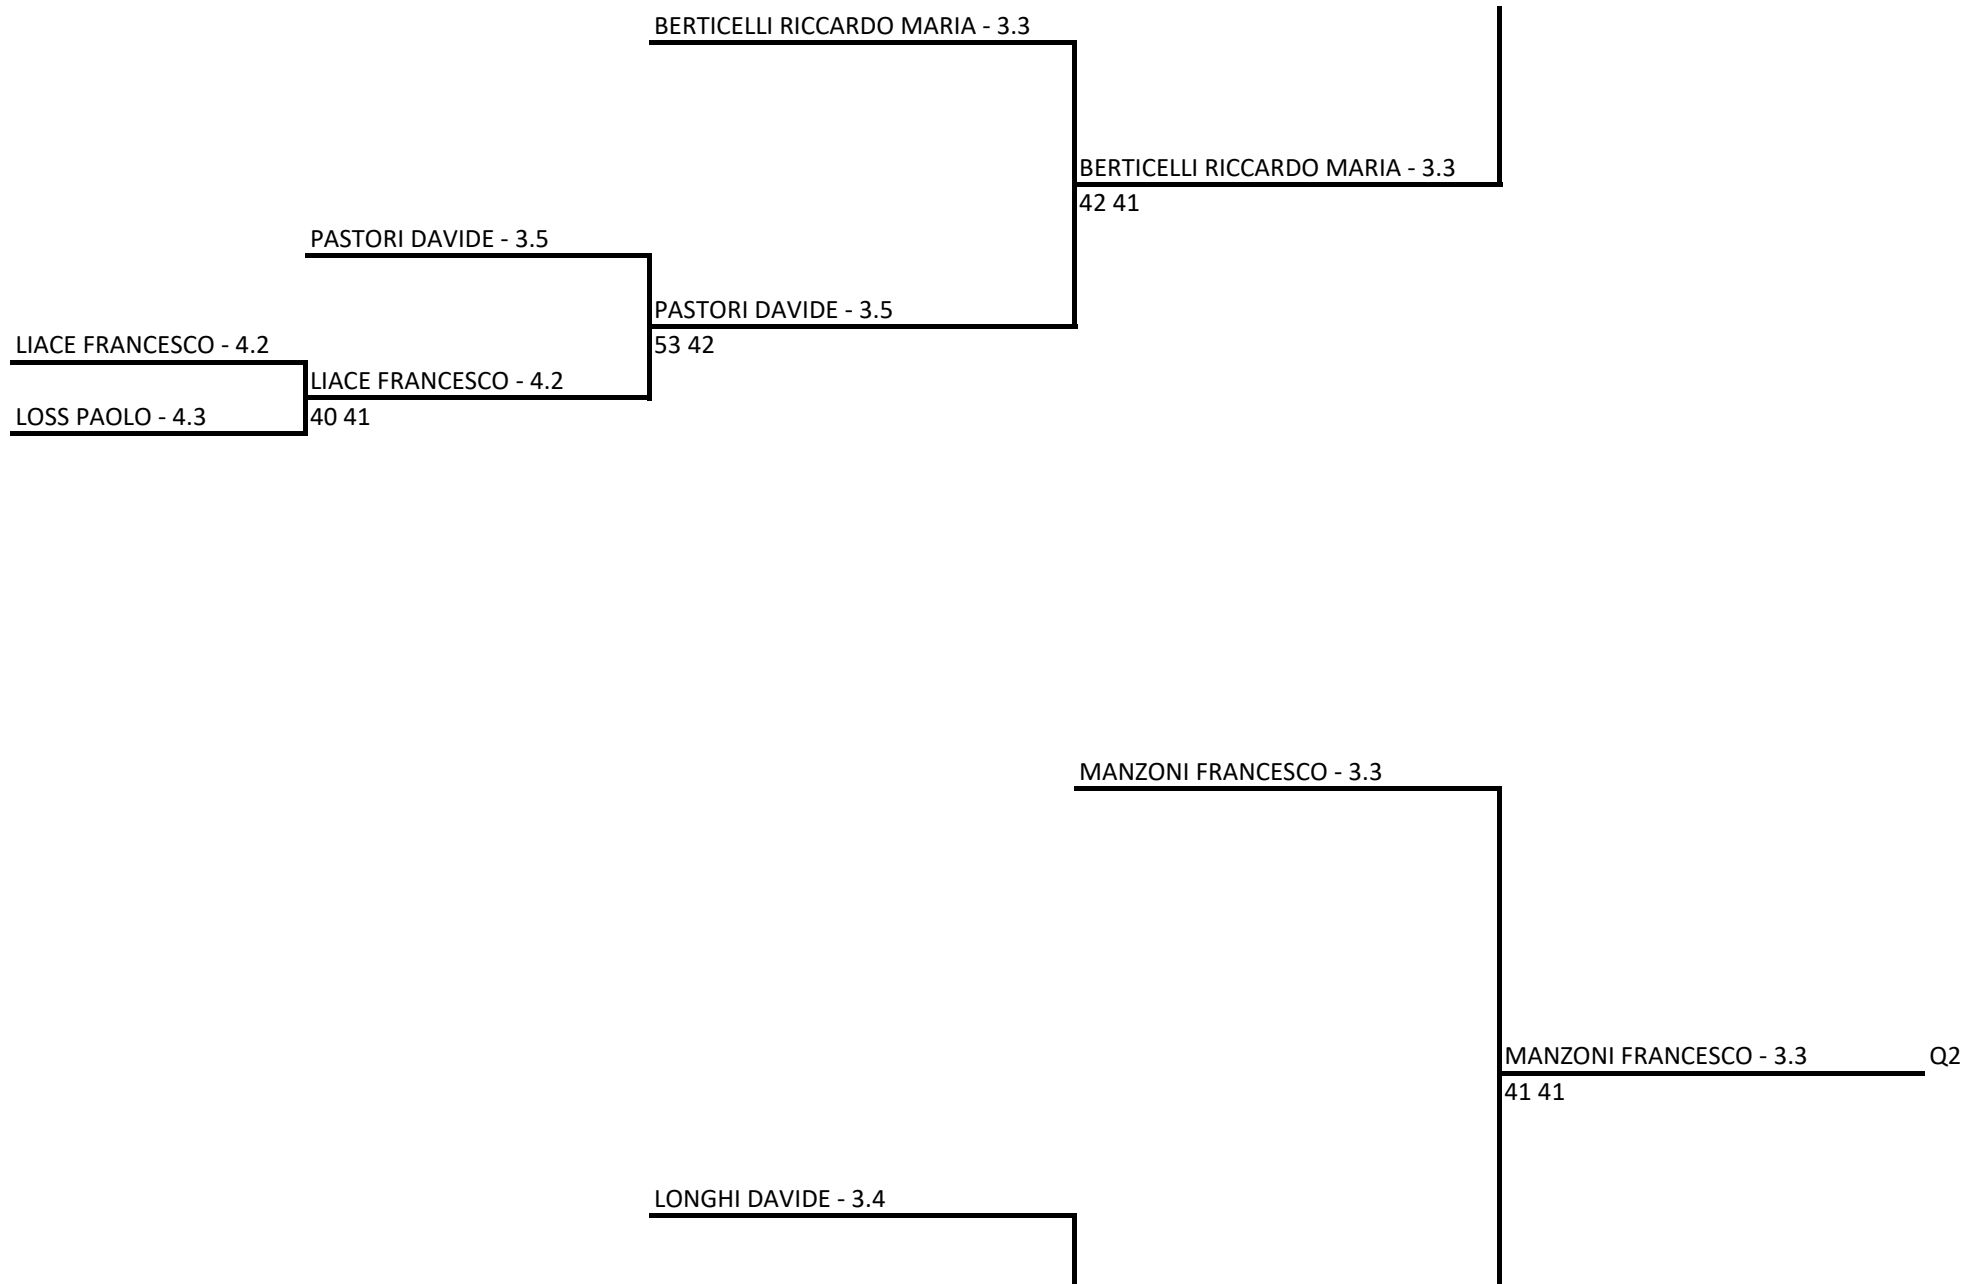 BERTICELLI RICCARDO MARIA - 3.3
BERTICELLI RICCARDO MARIA - 3.3
42 41
PASTORI DAVIDE - 3.5
PASTORI DAVIDE - 3.5
53 42
LIACE FRANCESCO - 4.2
LIACE FRANCESCO - 4.2
40 41
LOSS PAOLO - 4.3
MANZONI FRANCESCO - 3.3
MANZONI FRANCESCO - 3.3 Q2
41 41
LONGHI DAVIDE - 3.4